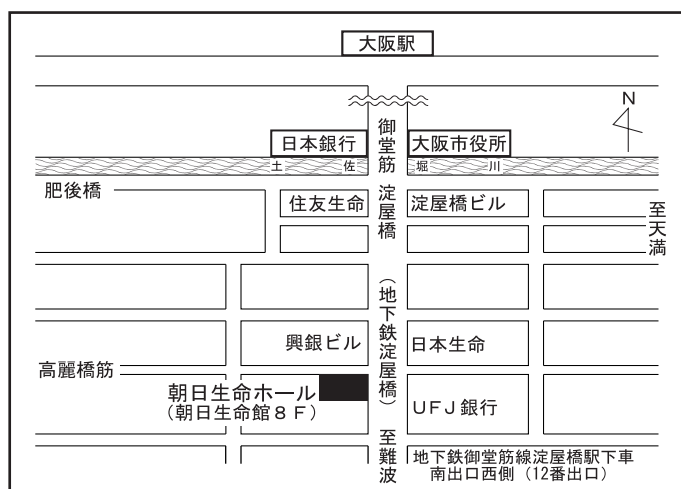 大阪駅
N
御堂筋
日本銀行
大阪市役所
土佐堀川
肥後橋
住友生命
淀屋橋
淀屋橋ビル
至天満
(地下鉄淀屋橋)
興銀ビル
日本生命
高麗橋筋
朝日生命ホール
(朝日生命館8F)
UFJ銀行
至難波
地下鉄御堂筋線淀屋橋駅下車
南出口西側(12番出口)